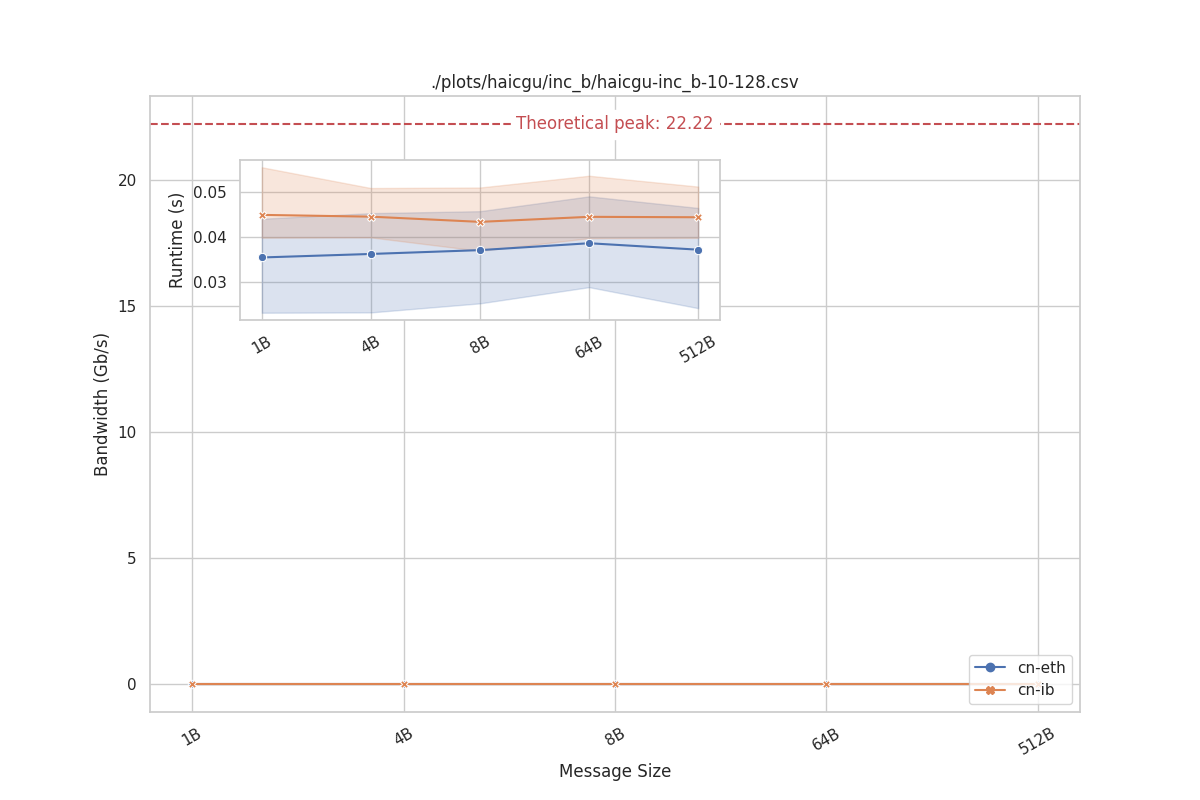 ./plots/haicgu/inc_b/haicgu-inc_b-10-128.csv
Theoretical peak: 22.22
20
15
10
5
0
Bandwidth (Gb/s)
0.05
0.04
0.03
Runtime (s)
1B 4B 8B 64B 512B
cn-eth
cn-ib
1B 4B 8B 64B 512B
Message Size